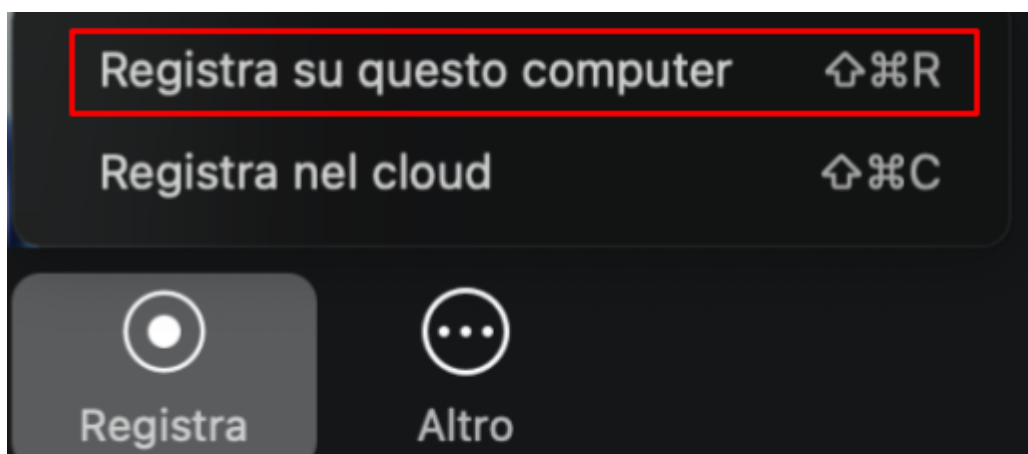 Registra su questo computer ⇧⌘R
Registra nel cloud ⇧⌘C
Registra Altro